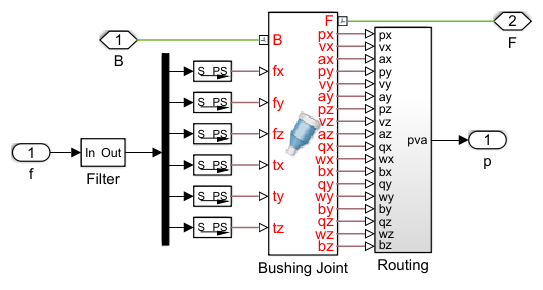 1
B
1
f
In Out
Filter
S PS
S PS
S PS
S PS
S PS
S PS
B
fx
fy
fz
tx
ty
tz
F
px
vx
ax
py
vy
ay
pz
vz
az
qx
wx
bx
qy
wy
by
qz
wz
bz
Bushing Joint
px
vx
ax
py
vy
ay
pz
vz
az
qx
wx
bx
qy
wy
by
qz
wz
bz
pva
Routing
2
F
1
p